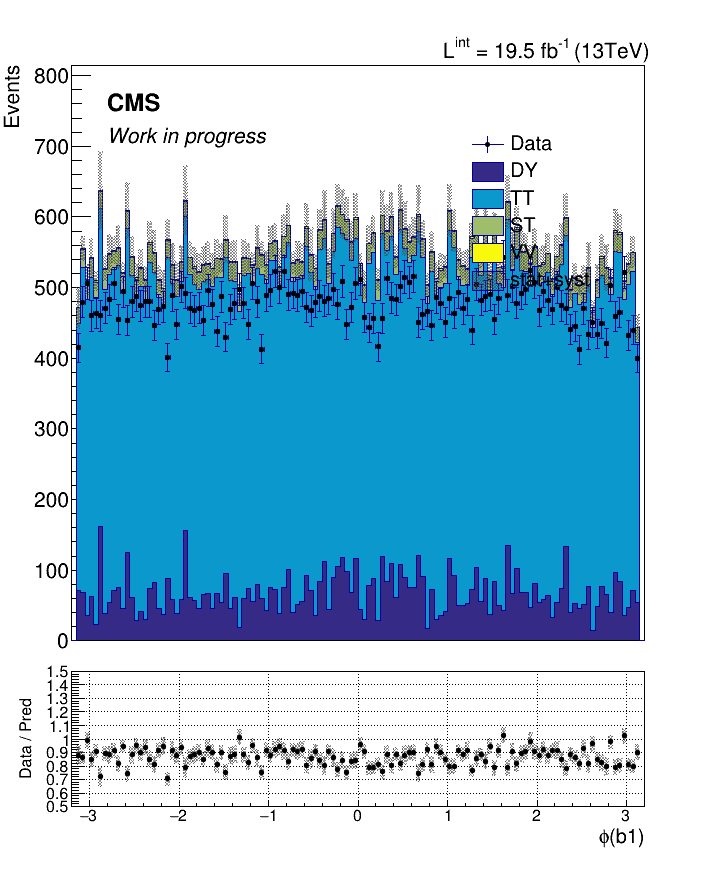 L^int = 19.5 fb^-1 (13TeV)
Events
800
700
600
500
400
300
200
100
0
CMS
Work in progress
Data
DY
TT
ST
VV
stat+syst
Data / Pred
1.5
1.4
1.3
1.2
1.1
1
0.9
0.8
0.7
0.6
0.5
−3 −2 −1 0 1 2 3
ϕ(b1)